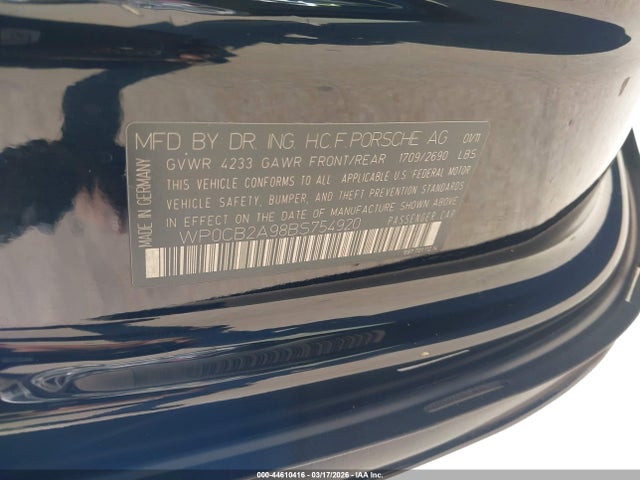 MFD. BY DR. ING. H.C.F. PORSCHE AG 01/11
GVWR 4233 GAWR FRONT/REAR 1709/2690 LBS
THIS VEHICLE CONFORMS TO ALL APPLICABLE U.S. FEDERAL MOTOR
VEHICLE SAFETY, BUMPER, AND THEFT PREVENTION STANDARDS IN
EFFECT ON THE DATE OF MANUFACTURE SHOWN ABOVE.
WP0CB2A98BS754920 PASSENGER CAR
MADE IN GERMANY
000-44610416 - 03/17/2026 - IAA Inc.